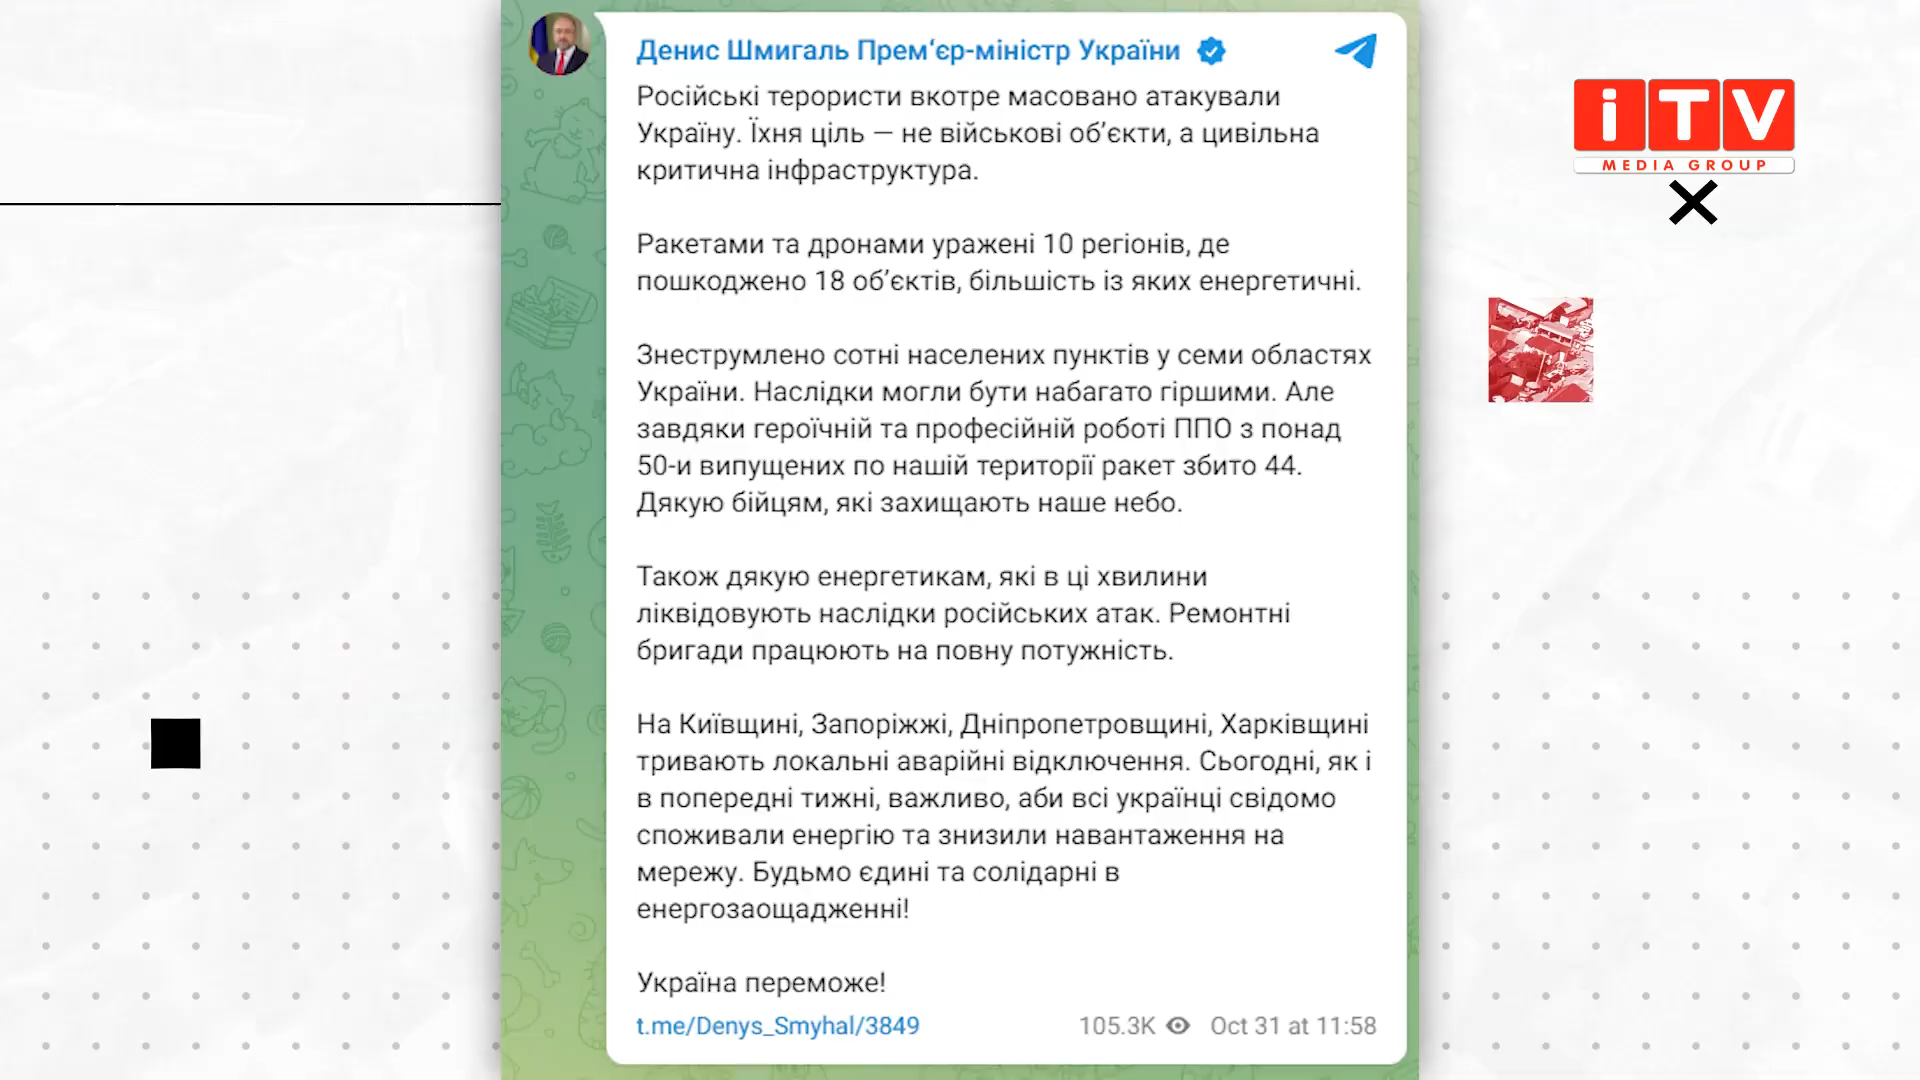 Денис Шмигаль Прем‘єр-міністр України
Російські терористи вкотре масовано атакували
Україну. Їхня ціль — не військові об’єкти, а цивільна
критична інфраструктура.
Ракетами та дронами уражені 10 регіонів, де
пошкоджено 18 об’єктів, більшість із яких енергетичні.
Знеструмлено сотні населених пунктів у семи областях
України. Наслідки могли бути набагато гіршими. Але
завдяки героїчній та професійній роботі ППО з понад
50-и випущених по нашій території ракет збито 44.
Дякую бійцям, які захищають наше небо.
Також дякую енергетикам, які в ці хвилини
ліквідовують наслідки російських атак. Ремонтні
бригади працюють на повну потужність.
На Київщині, Запоріжжі, Дніпропетровщині, Харківщині
тривають локальні аварійні відключення. Сьогодні, як і
в попередні тижні, важливо, аби всі українці свідомо
споживали енергію та знизили навантаження на
мережу. Будьмо єдині та солідарні в
енергозаощадженні!
Україна переможе!
t.me/Denys_Smyhal/3849 105.3K Oct 31 at 11:58
iTV
MEDIA GROUP